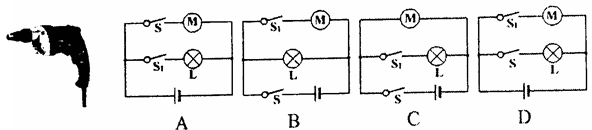 S M S₁ L A
S₁ M L S B
M S₁ L S C
S₁ M S L D